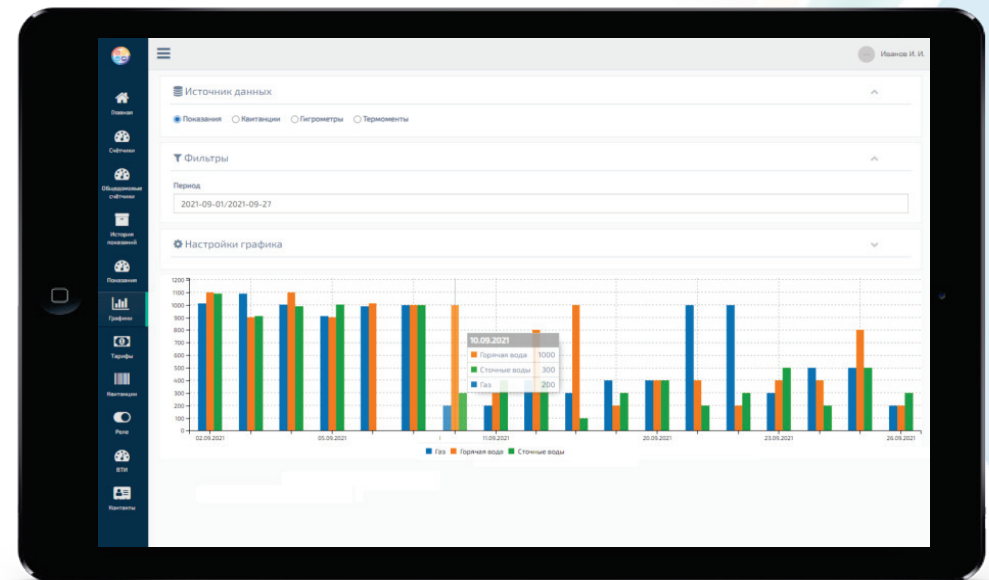 Иванов И. И.
Главная
Счётчики
Общедомовые
счётчики
История
показаний
Показания
Графики
Тарифы
Квитанции
Реле
ВТИ
Контакты
Источник данных
Показания Квитанции Гигрометры Термоменты
Фильтры
Период
2021-09-01/2021-09-27
Настройки графика
1200
1100
1000
900
800
700
600
500
400
300
200
100
0
10.09.2021
Горячая вода 1000
Сточные воды 300
Газ 200
02.09.2021 05.09.2021 11.09.2021 20.09.2021 23.09.2021 26.09.2021
Газ Горячая вода Сточные воды